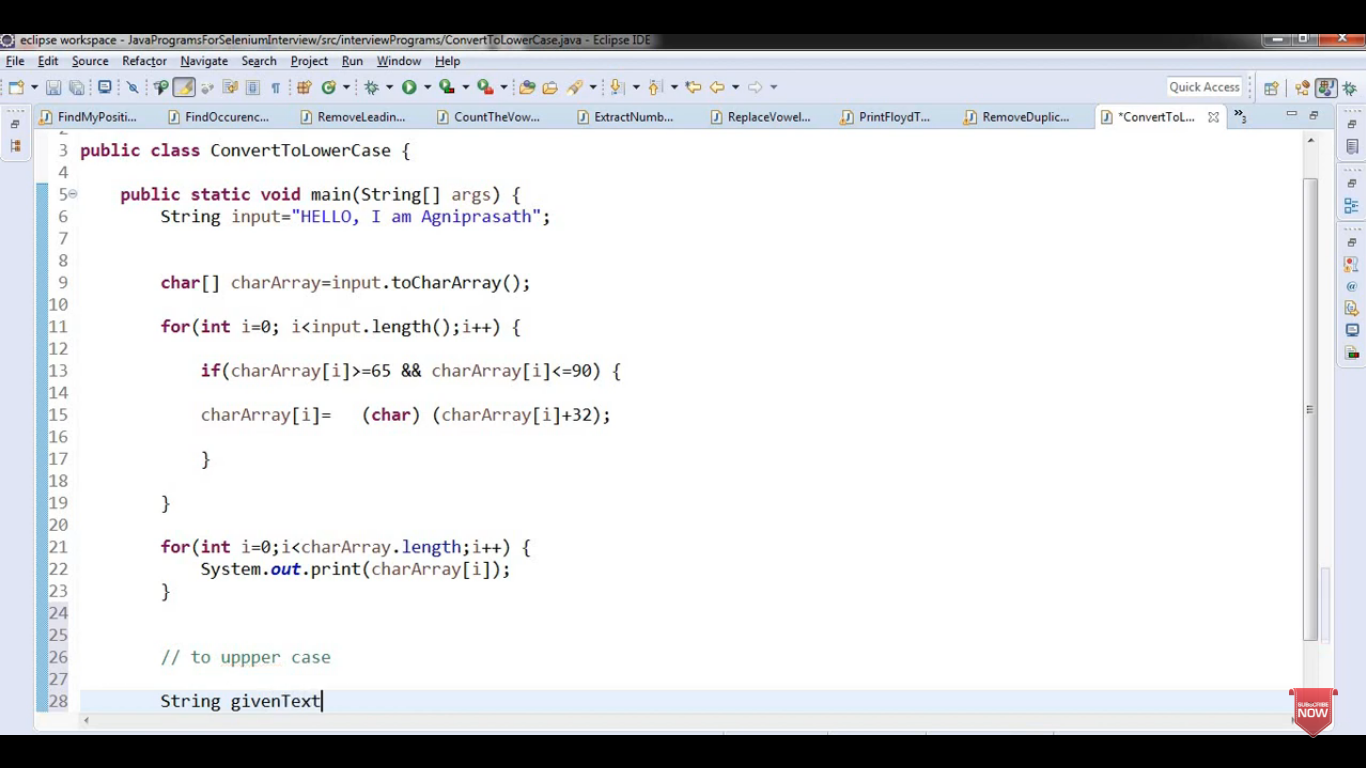 eclipse workspace - JavaProgramsForSeleniumInterview/src/interviewPrograms/ConvertToLowerCase.java - Eclipse IDE
File Edit Source Refactor Navigate Search Project Run Window Help
Quick Access
FindMyPositi... FindOccurenc... RemoveLeadin... CountTheVow... ExtractNumb... ReplaceVowel... PrintFloydT... RemoveDuplic... *ConvertToL... »3
3 public class ConvertToLowerCase {
4
5 public static void main(String[] args) {
6 String input="HELLO, I am Agniprasath";
7
8
9 char[] charArray=input.toCharArray();
10
11 for(int i=0; i<input.length();i++) {
12
13 if(charArray[i]>=65 && charArray[i]<=90) {
14
15 charArray[i]= (char) (charArray[i]+32);
16
17 }
18
19 }
20
21 for(int i=0;i<charArray.length;i++) {
22 System.out.print(charArray[i]);
23 }
24
25
26 // to uppper case
27
28 String givenText
SUBSCRIBE
NOW